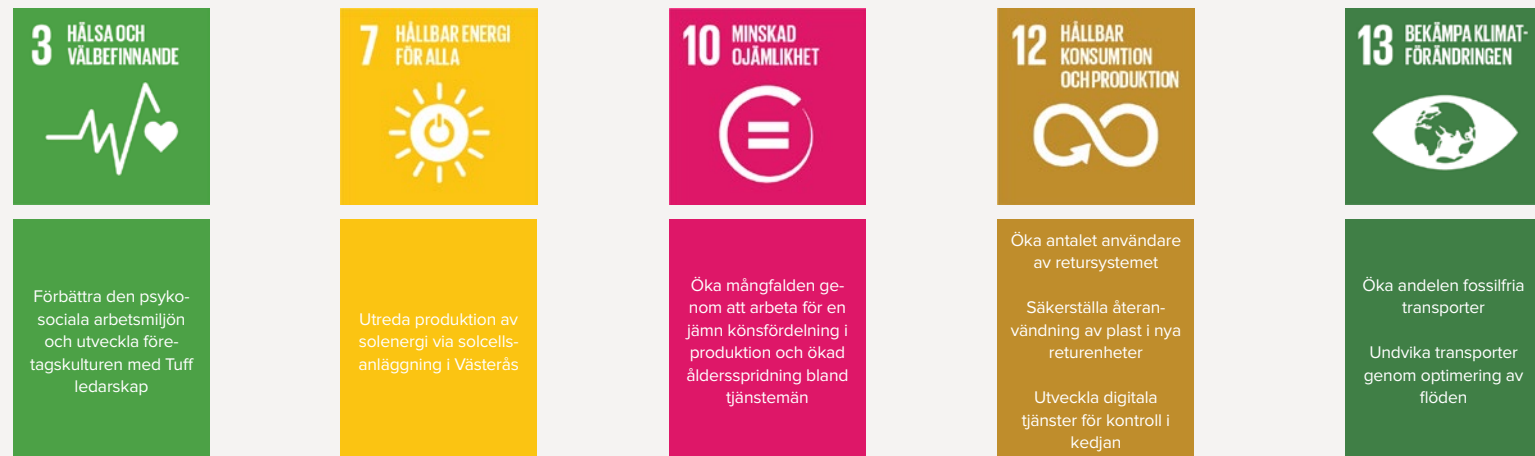 3 HÄLSA OCH
VÄLBEFINNANDE
Förbättra den psyko-
sociala arbetsmiljön
och utveckla före-
tagskulturen med Tuff
ledarskap
7 HÅLLBAR ENERGI
FÖR ALLA
Utreda produktion av
solenergi via solcells-
anläggning i Västerås
10 MINSKAD
OJÄMLIKHET
Öka mångfalden ge-
nom att arbeta för en
jämn könsfördelning i
produktion och ökad
åldersspridning bland
tjänstemän
12 HÅLLBAR
KONSUMTION
OCH PRODUKTION
Öka antalet användare
av retursystemet
Säkerställa återan-
vändning av plast i nya
returenheter
Utveckla digitala
tjänster för kontroll i
kedjan
13 BEKÄMPA KLIMAT-
FÖRÄNDRINGEN
Öka andelen fossilfria
transporter
Undvika transporter
genom optimering av
flöden